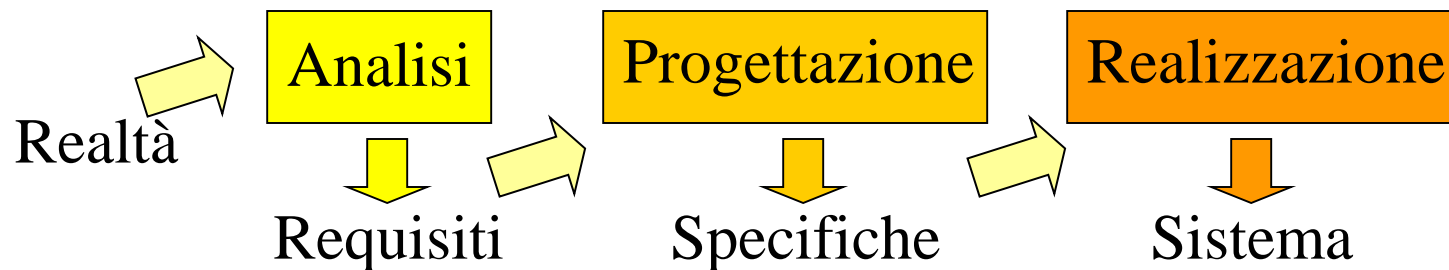 Analisi
Progettazione
Realizzazione
Realtà
Requisiti
Specifiche
Sistema